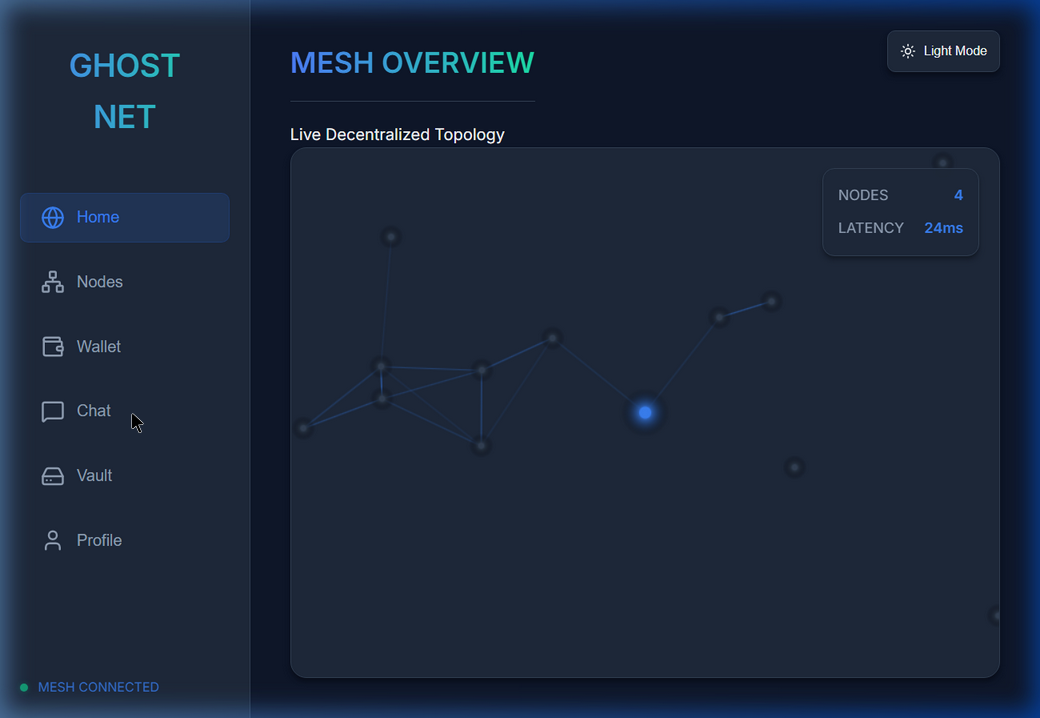 GHOST
NET
Home
Nodes
Wallet
Chat
Vault
Profile
MESH CONNECTED
MESH OVERVIEW
Light Mode
Live Decentralized Topology
NODES 4
LATENCY 24ms